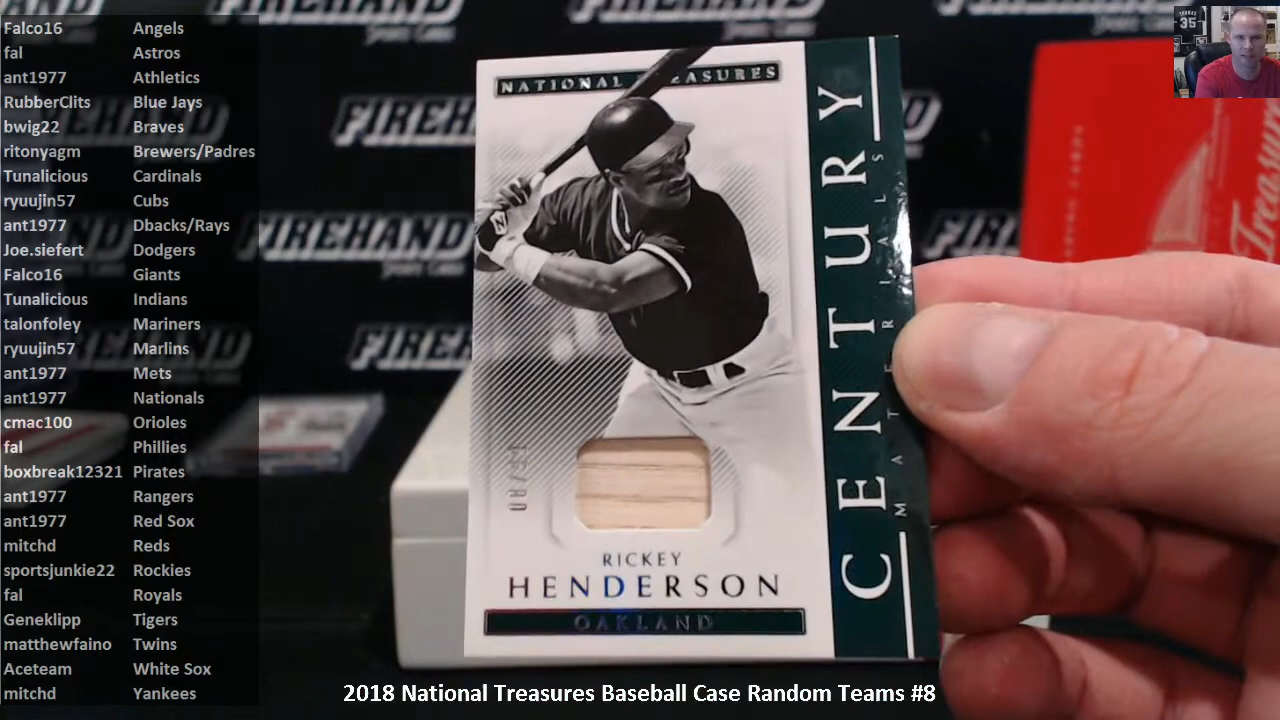 Falco16 Angels
fal Astros
ant1977 Athletics
RubberClits Blue Jays
bwig22 Braves
ritonyagm Brewers/Padres
Tunalicious Cardinals
ryuujin57 Cubs
ant1977 Dbacks/Rays
Joe.siefert Dodgers
Falco16 Giants
Tunalicious Indians
talonfoley Mariners
ryuujin57 Marlins
ant1977 Mets
ant1977 Nationals
cmac100 Orioles
fal Phillies
boxbreak12321 Pirates
ant1977 Rangers
ant1977 Red Sox
mitchd Reds
sportsjunkie22 Rockies
fal Royals
Geneklipp Tigers
matthewfaino Twins
Aceteam White Sox
mitchd Yankees
NATIONAL TREASURES
CENTURY
MATERIALS
RICKEY
HENDERSON
OAKLAND
FIREHAND
FIREHAND
FIREHAND
35
Treasures
2018 National Treasures Baseball Case Random Teams #8